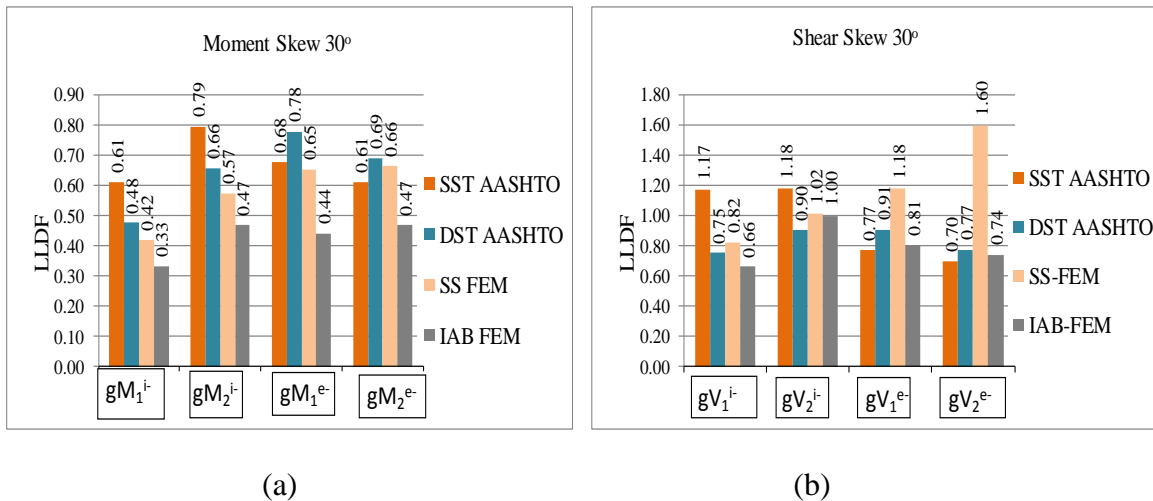 Moment Skew 30°
LLDF
0.90
0.80
0.70
0.60
0.50
0.40
0.30
0.20
0.10
0.00
0.61
0.48
0.42
0.33
0.79
0.66
0.57
0.47
0.68
0.78
0.65
0.44
0.61
0.69
0.66
0.47
gM₁ⁱ⁻
gM₂ⁱ⁻
gM₁ᵉ⁻
gM₂ᵉ⁻
SST AASHTO
DST AASHTO
SS FEM
IAB FEM
(a)
Shear Skew 30°
LLDF
1.80
1.60
1.40
1.20
1.00
0.80
0.60
0.40
0.20
0.00
1.17
0.75
0.82
0.66
1.18
0.90
1.02
1.00
0.77
0.91
1.18
0.81
0.70
0.77
1.60
0.74
gV₁ⁱ⁻
gV₂ⁱ⁻
gV₁ᵉ⁻
gV₂ᵉ⁻
SST AASHTO
DST AASHTO
SS-FEM
IAB-FEM
(b)